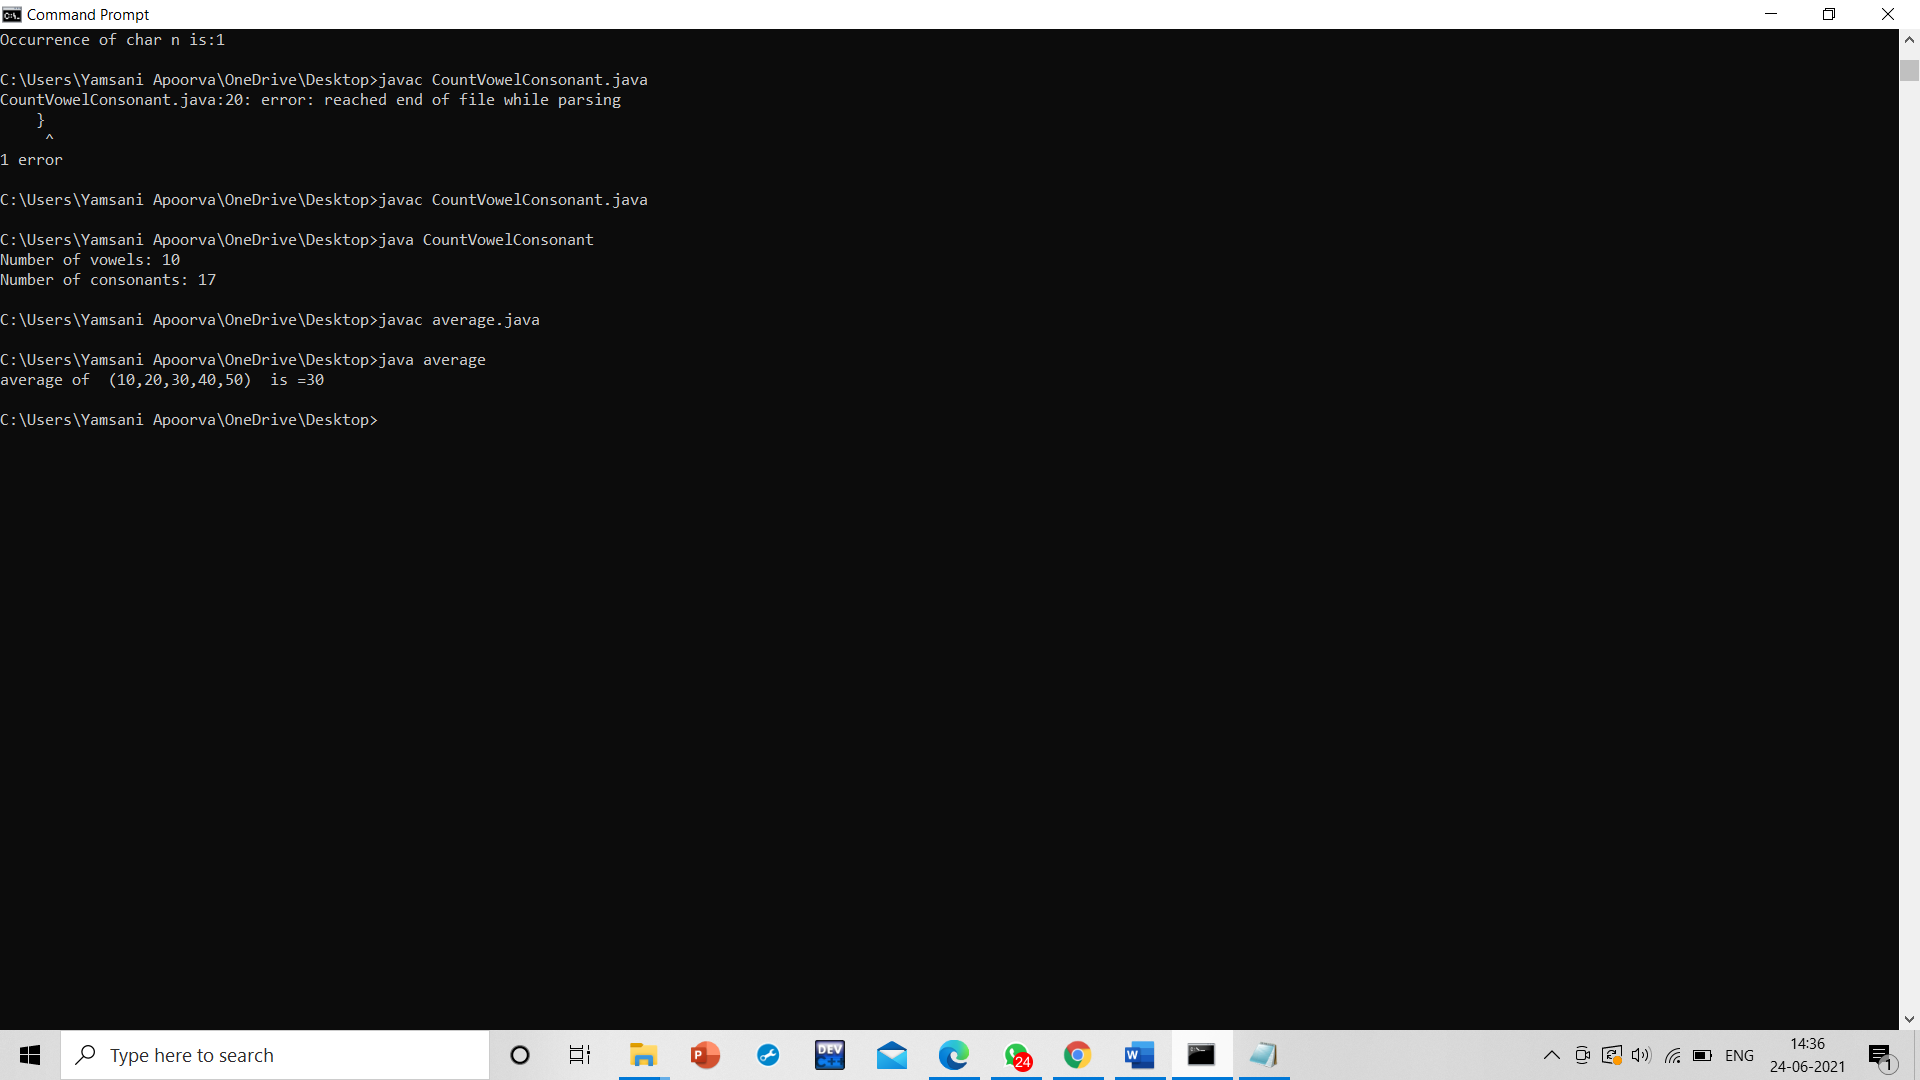 Command Prompt
Occurrence of char n is:1
C:\Users\Yamsani Apoorva\OneDrive\Desktop>javac CountVowelConsonant.java
CountVowelConsonant.java:20: error: reached end of file while parsing
    }
     ^
1 error
C:\Users\Yamsani Apoorva\OneDrive\Desktop>javac CountVowelConsonant.java
C:\Users\Yamsani Apoorva\OneDrive\Desktop>java CountVowelConsonant
Number of vowels: 10
Number of consonants: 17
C:\Users\Yamsani Apoorva\OneDrive\Desktop>javac average.java
C:\Users\Yamsani Apoorva\OneDrive\Desktop>java average
average of  (10,20,30,40,50)  is =30
C:\Users\Yamsani Apoorva\OneDrive\Desktop>
Type here to search
DEV C++
24
ENG
14:36
24-06-2021
1